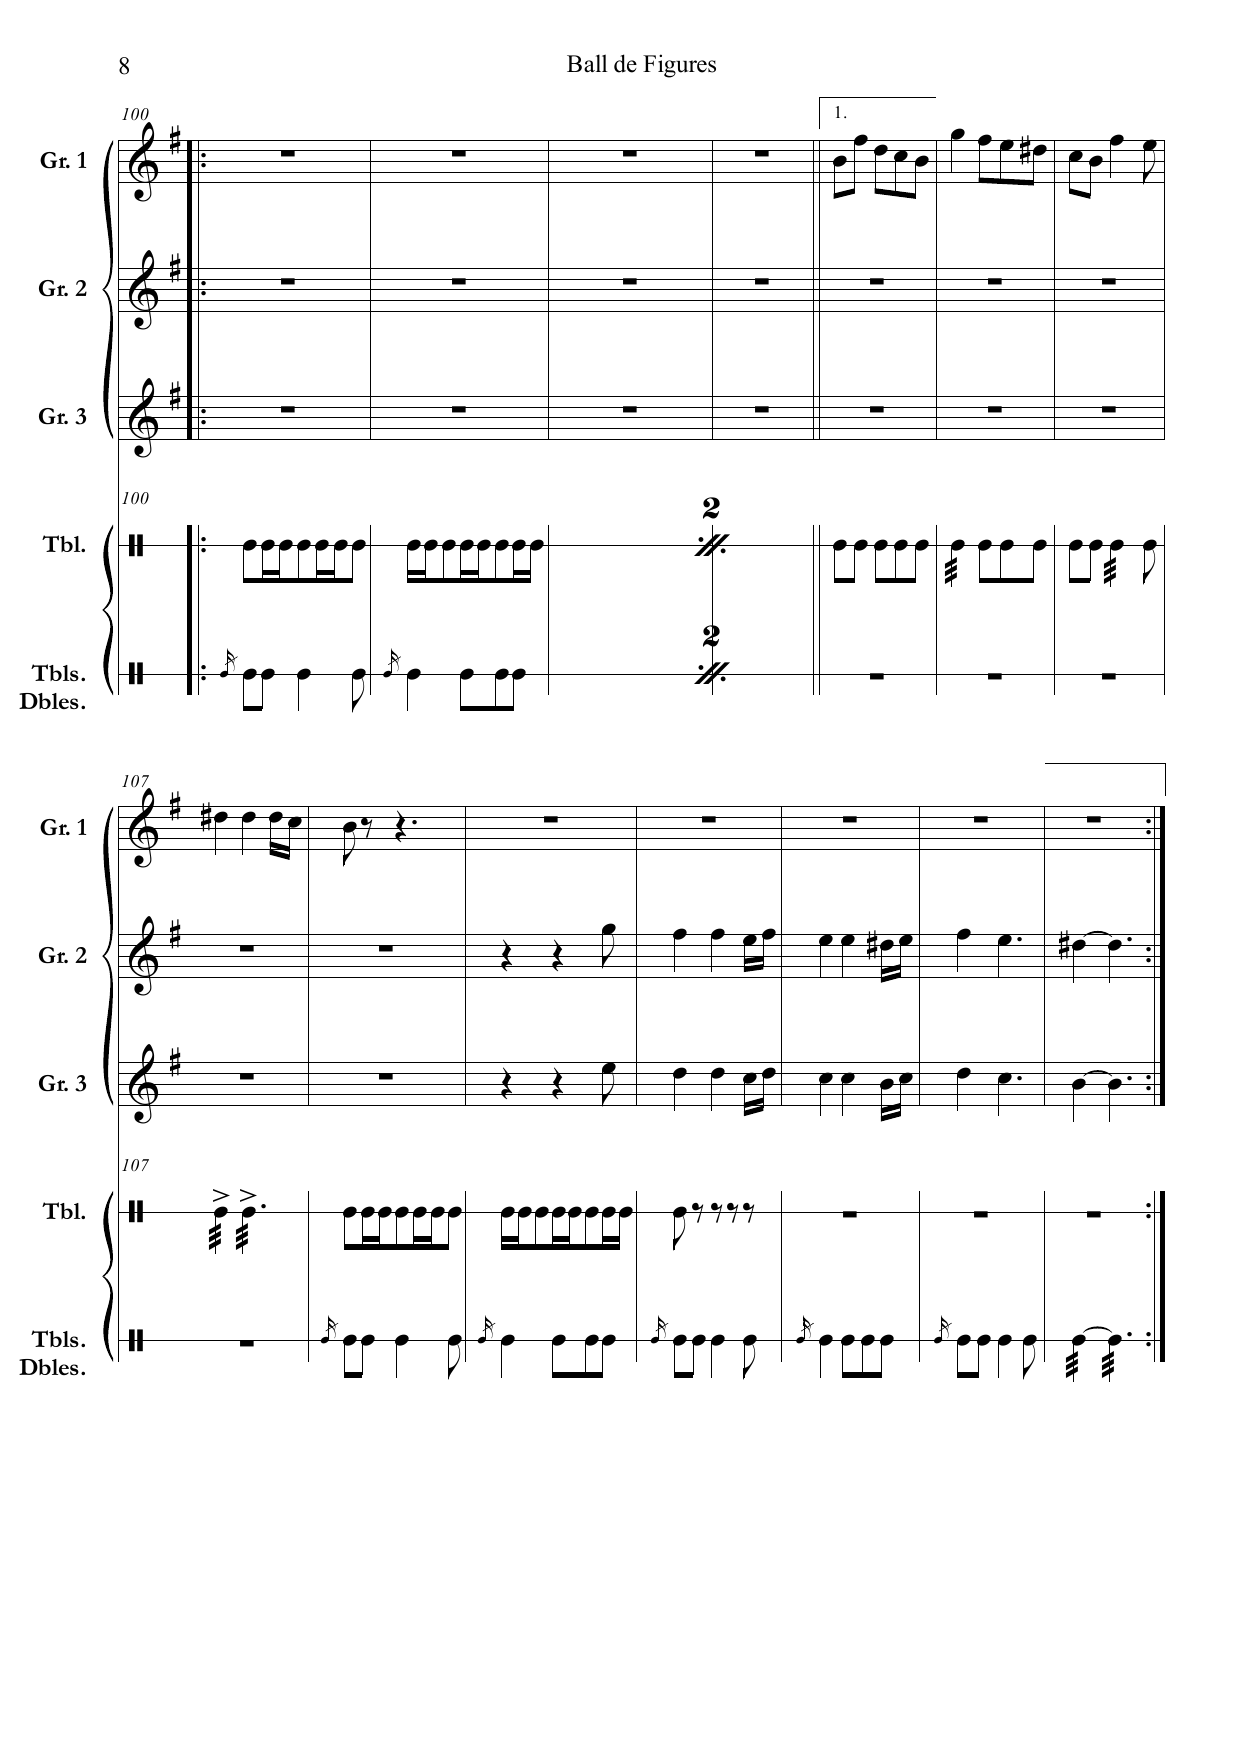 8
Ball de Figures
100
1.
Gr. 1
Gr. 2
Gr. 3
100
2
Tbl.
2
Tbls.
Dbles.
107
Gr. 1
Gr. 2
Gr. 3
107
Tbl.
Tbls.
Dbles.